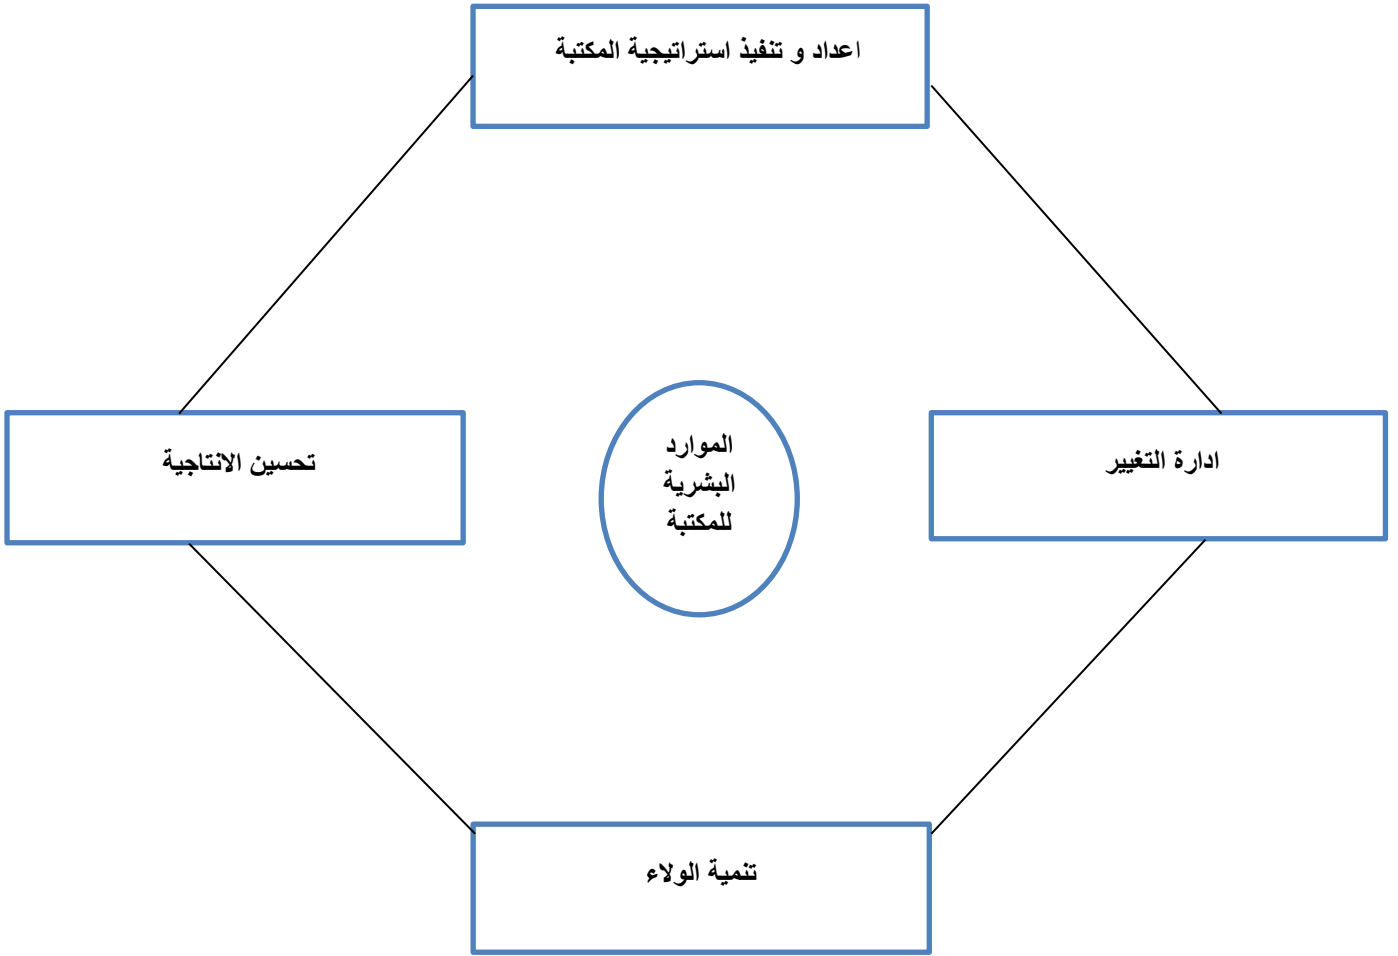 اعداد و تنفيذ استراتيجية المكتبة
ادارة التغيير
الموارد
البشرية
للمكتبة
تحسين الانتاجية
تنمية الولاء